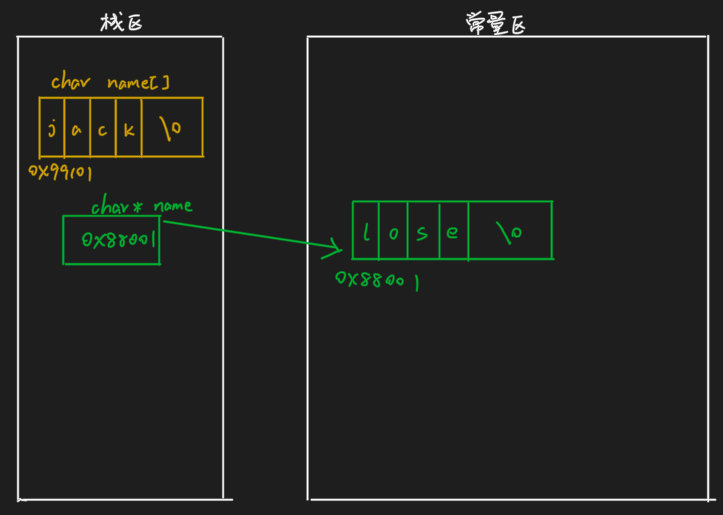 栈区
常量区
char name[]
j a c k \0
0x99101
char* name
0x88001
l o s e \0
0x88001